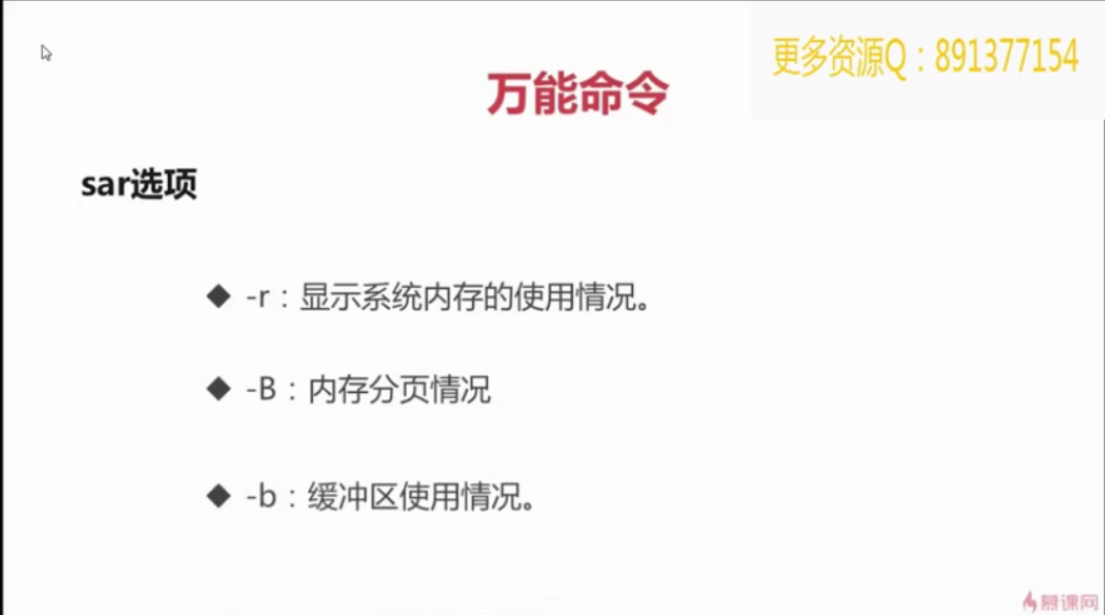 更多资源Q：891377154
万能命令
sar选项
◆ -r：显示系统内存的使用情况。
◆ -B：内存分页情况
◆ -b：缓冲区使用情况。
慕课网